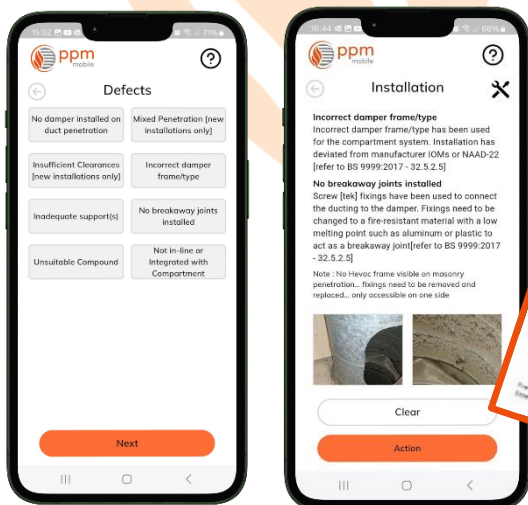 15:52
71%
ppm
mobile
?
Defects
No damper installed on
duct penetration
Mixed Penetration [new
installations only]
Insufficient Clearances
[new installations only]
Incorrect damper
frame/type
Inadequate support(s)
No breakaway joints
installed
Unsuitable Compound
Not in-line or
Integrated with
Compartment
Next
16:44
68%
ppm
mobile
?
Installation
Incorrect damper frame/type
Incorrect damper frame/type has been used
for the compartment system. Installation has
deviated from manufacturer IOMs or NAAD-22
[refer to BS 9999:2017 - 32.5.2.5]
No breakaway joints installed
Screw [tek] fixings have been used to connect
the ducting to the damper. Fixings need to be
changed to a fire-resistant material with a low
melting point such as aluminum or plastic to
act as a breakaway joint[refer to BS 9999:2017
- 32.5.2.5]
Note : No Hevac frame visible on masonry
penetration... fixings need to be removed and
replaced... only accessible on one side
Clear
Action